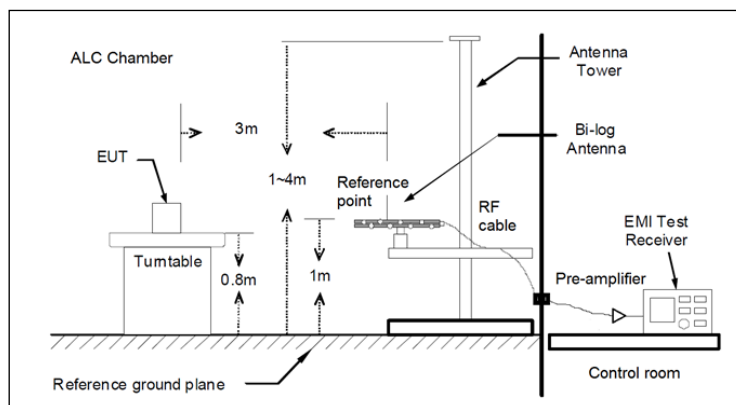 ALC Chamber
Antenna
Tower
3m
Bi-log
Antenna
EUT
1~4m
Reference
point
RF
cable
EMI Test
Receiver
Turntable
0.8m
1m
Pre-amplifier
Reference ground plane
Control room